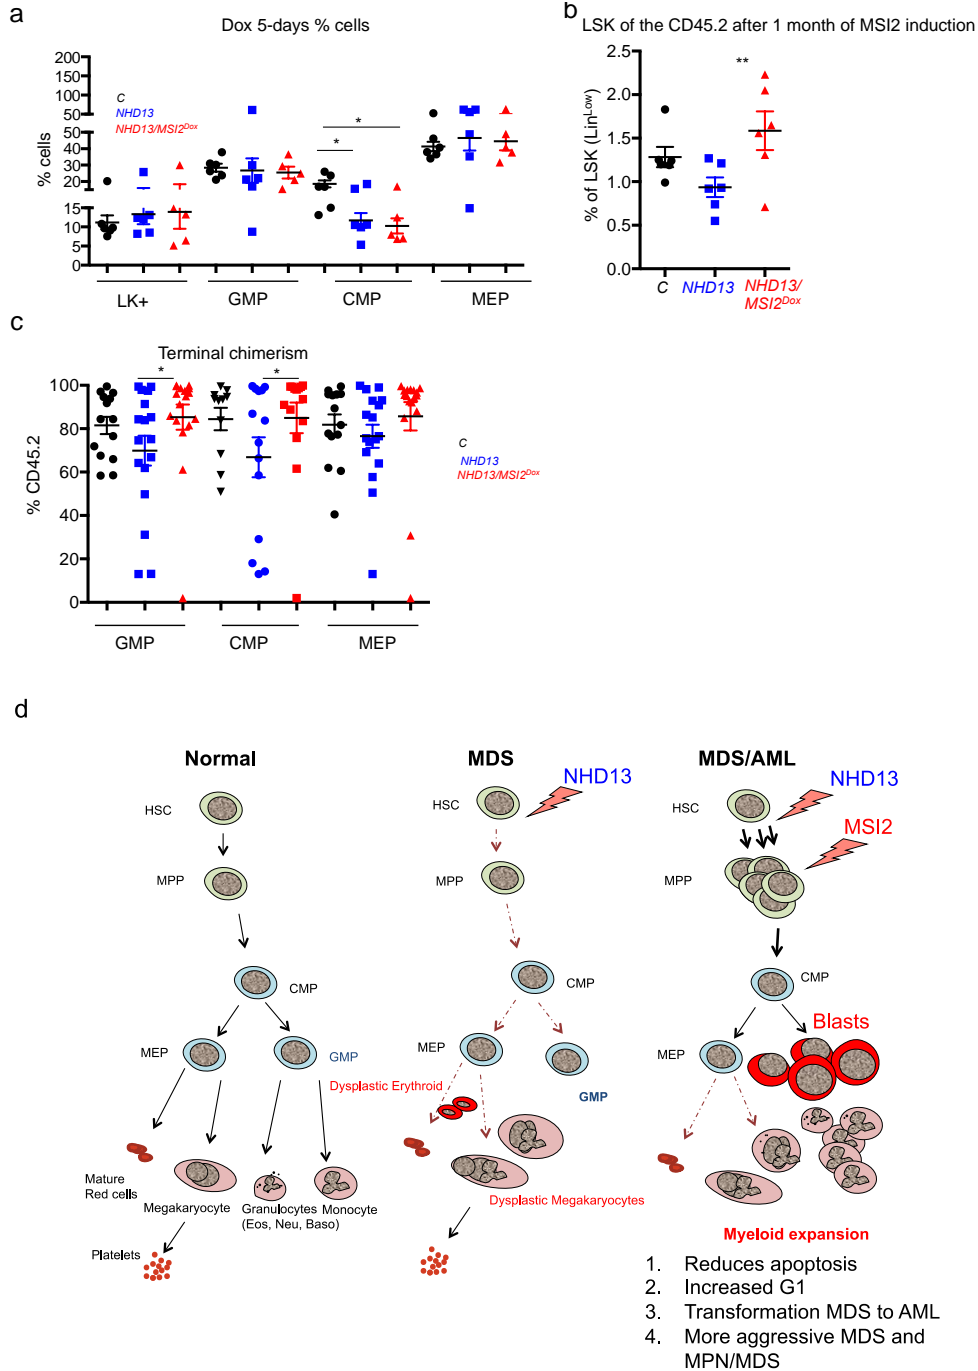 a
Dox 5-days % cells
% cells
200
150
100
50
40
30
20
10
15
10
5
0
C
NHD13
NHD13/MSI2Dox
*
*
LK+
GMP
CMP
MEP
b
LSK of the CD45.2 after 1 month of MSI2 induction
% of LSK (LinLow)
2.5
2.0
1.5
1.0
0.5
0.0
**
C
NHD13
NHD13/
MSI2Dox
c
Terminal chimerism
% CD45.2
100
80
60
40
20
0
*
*
C
NHD13
NHD13/MSI2Dox
GMP
CMP
MEP
d
Normal
HSC
MPP
CMP
MEP
GMP
Mature
Red cells
Megakaryocyte
Granulocytes
(Eos, Neu, Baso)
Monocyte
Platelets
MDS
NHD13
HSC
MPP
CMP
MEP
GMP
Dysplastic Erythroid
Dysplastic Megakaryocytes
MDS/AML
NHD13
HSC
MSI2
MPP
CMP
Blasts
MEP
Myeloid expansion
1. Reduces apoptosis
2. Increased G1
3. Transformation MDS to AML
4. More aggressive MDS and
MPN/MDS